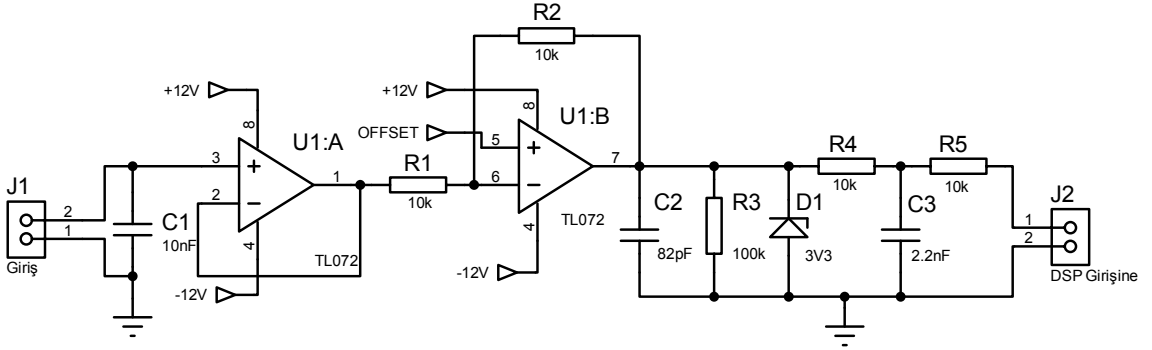 R2
10k
+12V
8
U1:A
3
2
1
4
TL072
-12V
J1
2
1
Giriş
C1
10nF
R1
10k
+12V
OFFSET
8
U1:B
5
6
7
4
TL072
-12V
C2
82pF
R3
100k
D1
3V3
R4
10k
C3
2.2nF
R5
10k
J2
1
2
DSP Girişine